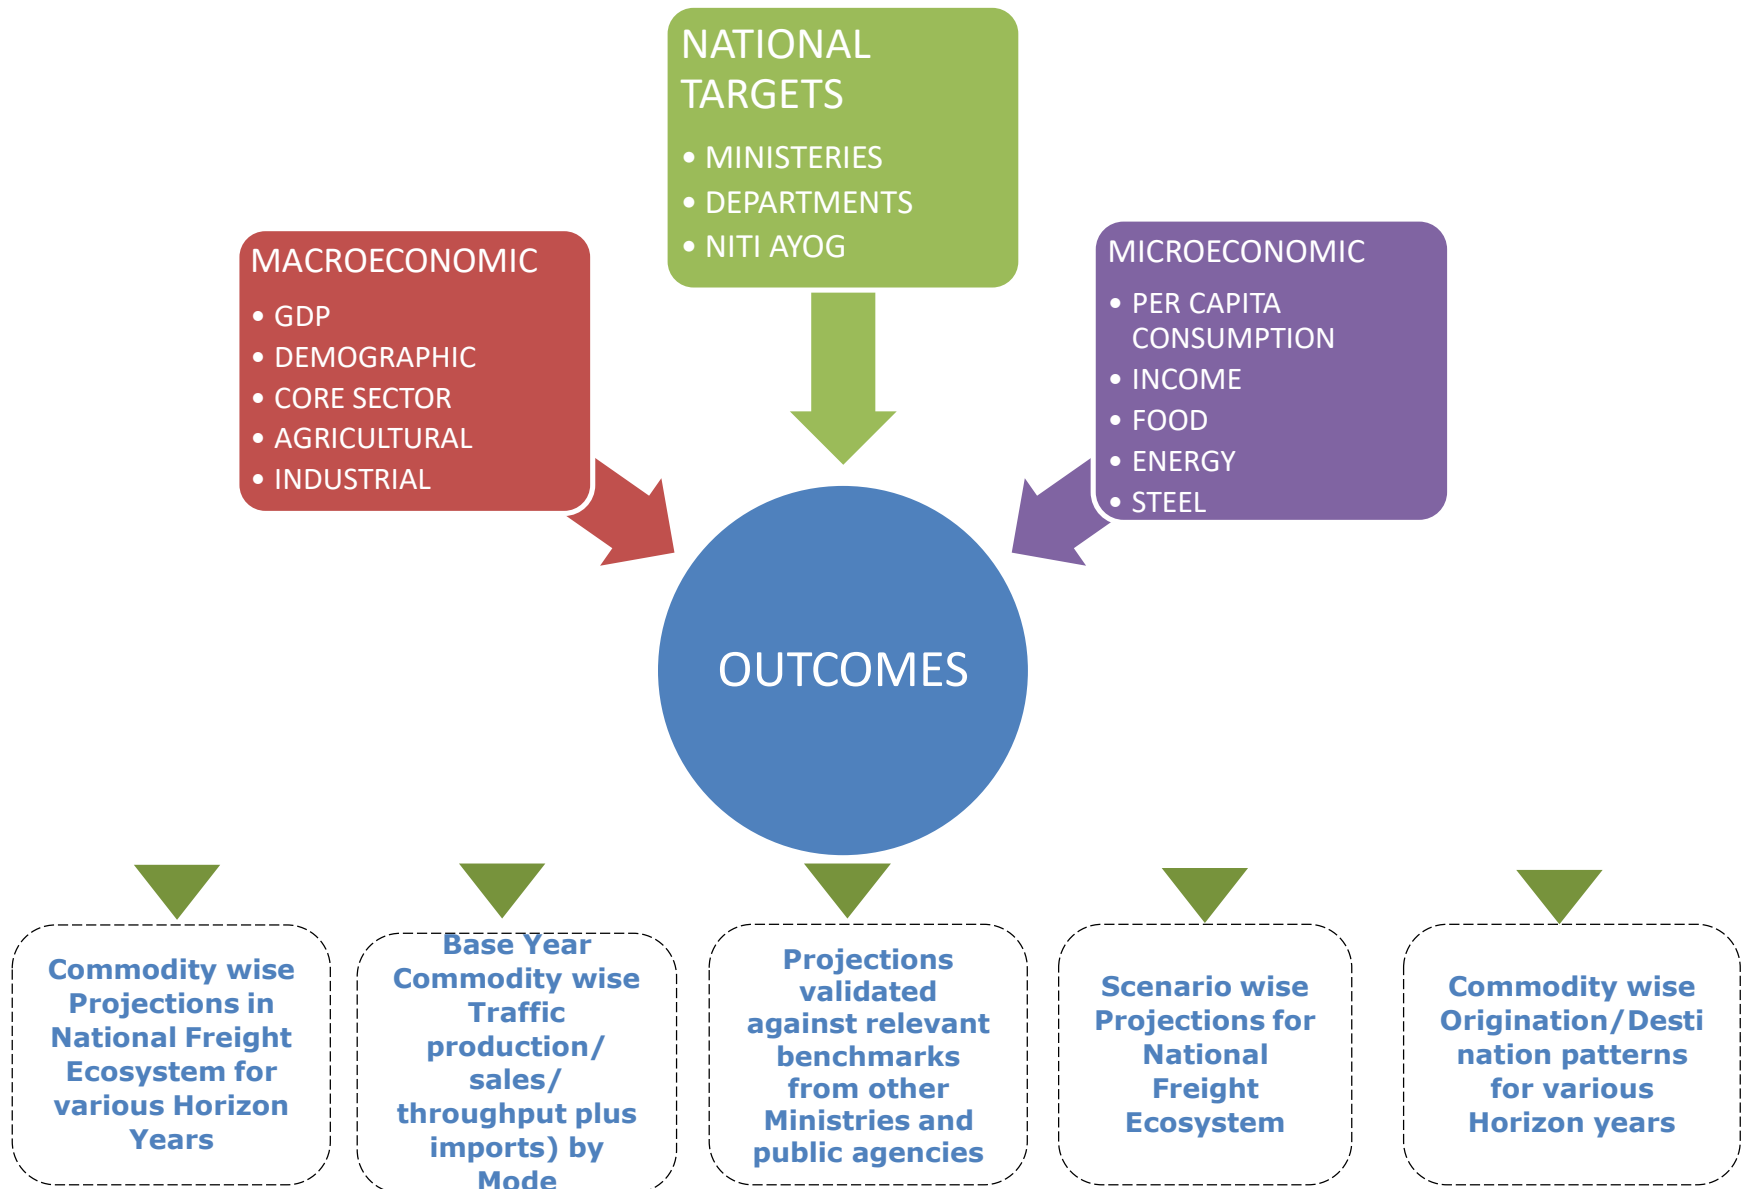 NATIONAL
TARGETS
• MINISTERIES
• DEPARTMENTS
• NITI AYOG
MACROECONOMIC
• GDP
• DEMOGRAPHIC
• CORE SECTOR
• AGRICULTURAL
• INDUSTRIAL
MICROECONOMIC
• PER CAPITA
CONSUMPTION
• INCOME
• FOOD
• ENERGY
• STEEL
OUTCOMES
Commodity wise
Projections in
National Freight
Ecosystem for
various Horizon
Years
Base Year
Commodity wise
Traffic
production/
sales/
throughput plus
imports) by
Mode
Projections
validated
against relevant
benchmarks
from other
Ministries and
public agencies
Scenario wise
Projections for
National
Freight
Ecosystem
Commodity wise
Origination/Desti
nation patterns
for various
Horizon years